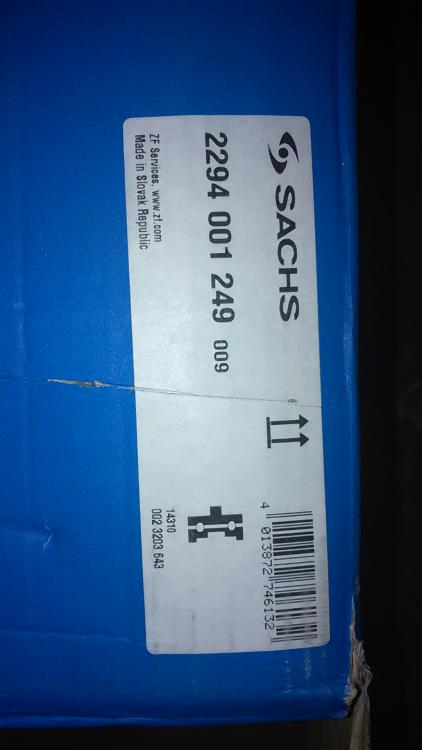 SACHS
2294 001 249 009
ZF Services, www.zf.com
Made in Slovak Republic
14310
002 3203 643
4 013872 746132